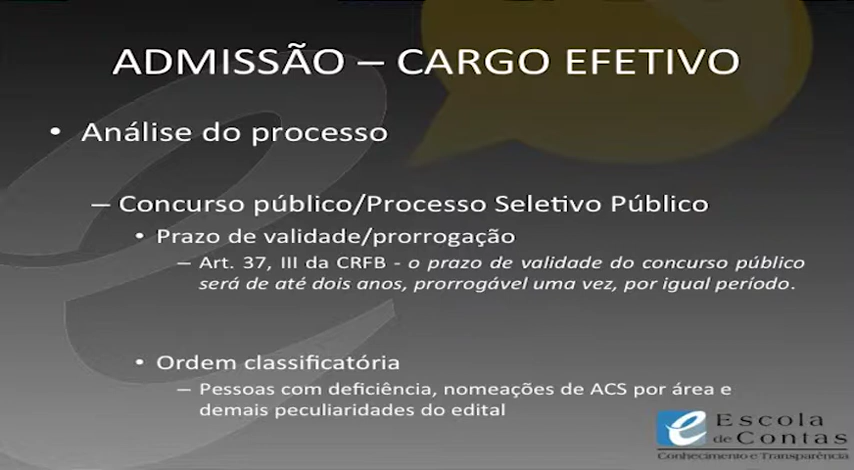 ADMISSÃO – CARGO EFETIVO
• Análise do processo
– Concurso público/Processo Seletivo Público
• Prazo de validade/prorrogação
– Art. 37, III da CRFB - o prazo de validade do concurso público
será de até dois anos, prorrogável uma vez, por igual período.
• Ordem classificatória
– Pessoas com deficiência, nomeações de ACS por área e
demais peculiaridades do edital
e Escola
de Contas
Conhecimento e Transparência